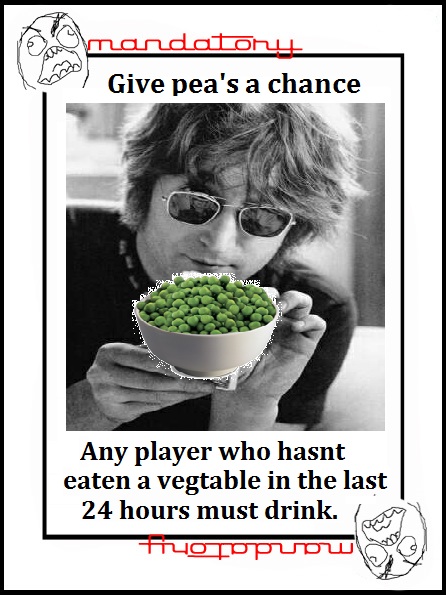 mandatory
Give pea's a chance
Any player who hasnt
eaten a vegtable in the last
24 hours must drink.
mandatory